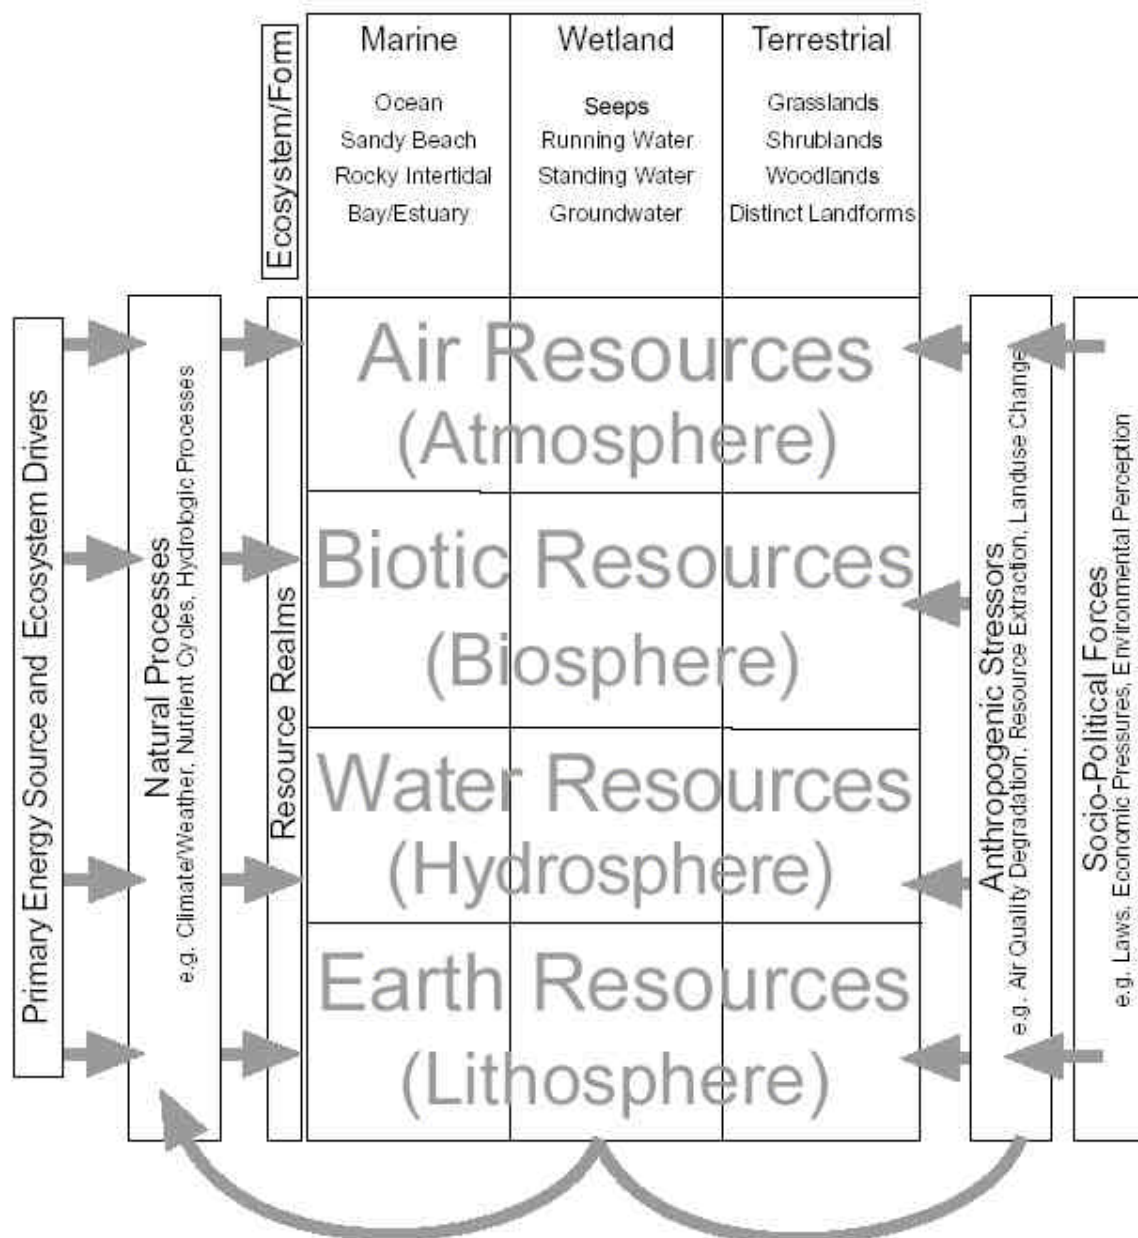 Ecosystem/Form
Marine
Ocean
Sandy Beach
Rocky Intertidal
Bay/Estuary
Wetland
Seeps
Running Water
Standing Water
Groundwater
Terrestrial
Grasslands
Shrublands
Woodlands
Distinct Landforms
Primary Energy Source and Ecosystem Drivers
Natural Processes
e.g. Climate/Weather, Nutrient Cycles, Hydrologic Processes
Resource Realms
Air Resources
(Atmosphere)
Biotic Resources
(Biosphere)
Water Resources
(Hydrosphere)
Earth Resources
(Lithosphere)
Anthropogenic Stressors
e.g. Air Quality Degradation, Resource Extraction, Landuse Change
Socio-Political Forces
e.g. Laws, Economic Pressures, Environmental Perception